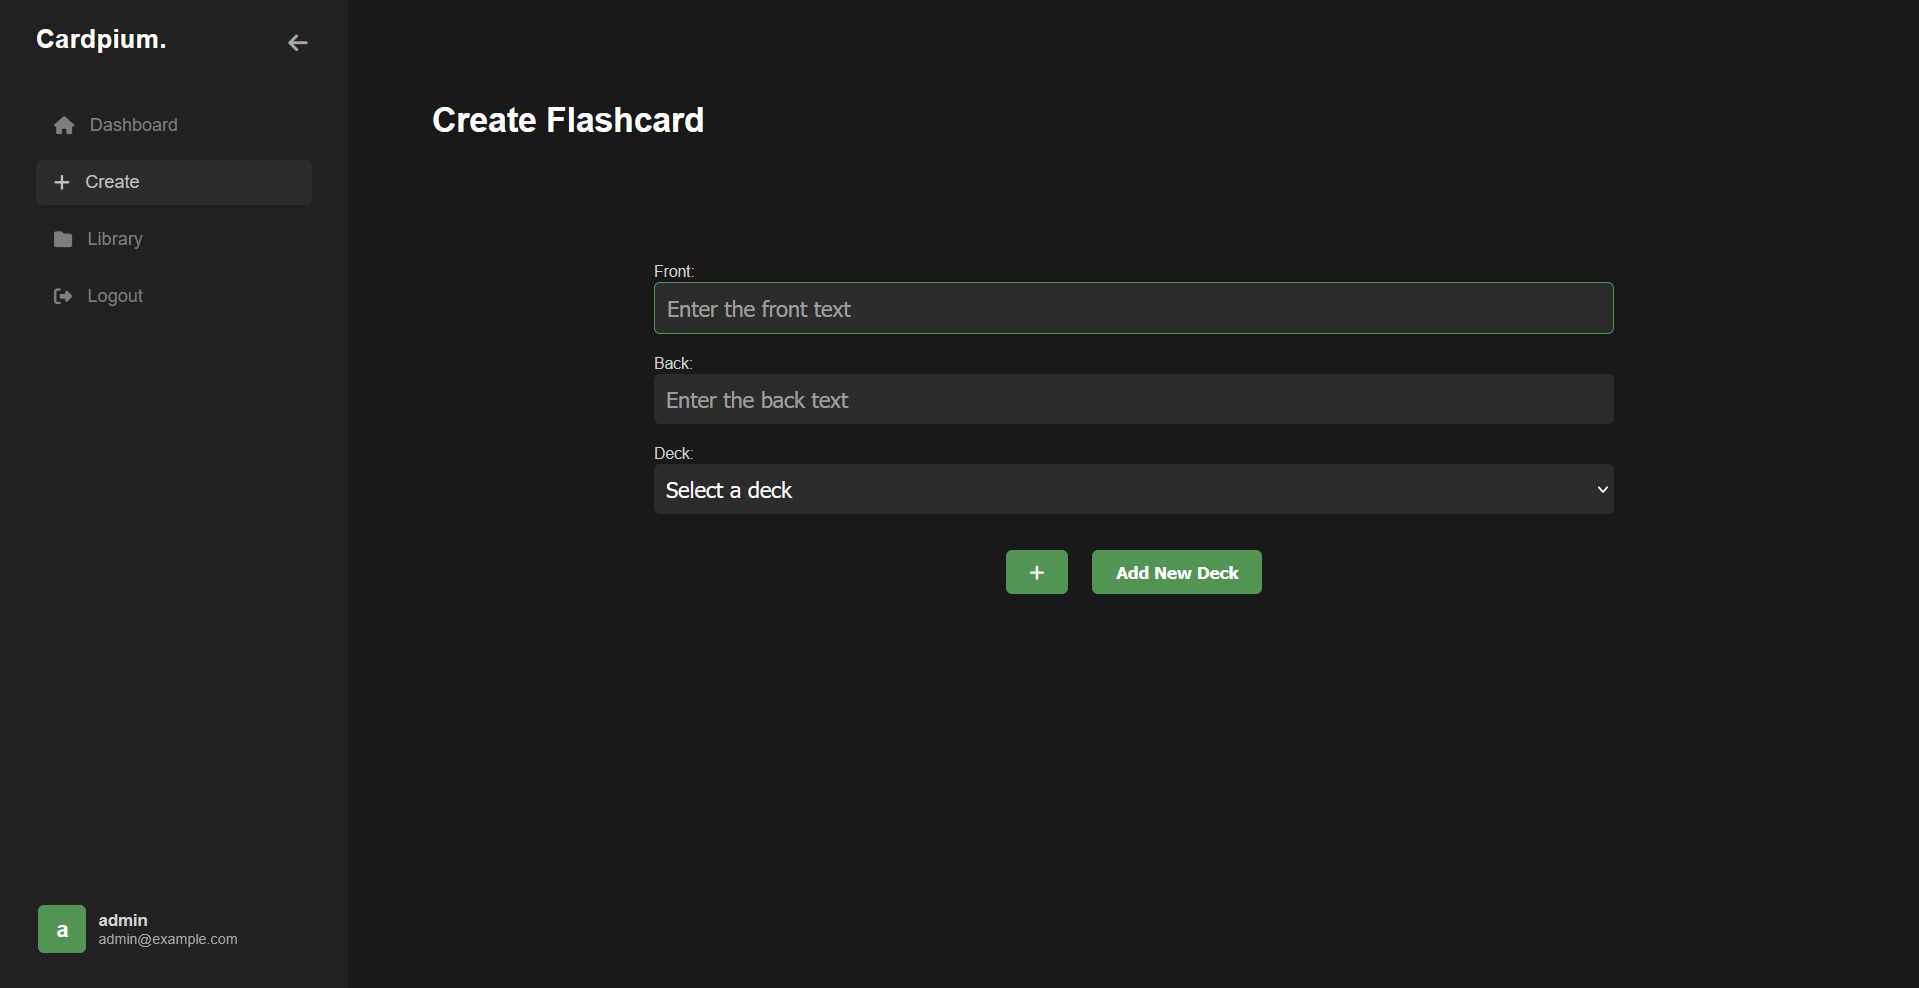 Cardpium.
Dashboard
Create
Library
Logout
Create Flashcard
Front:
Enter the front text
Back:
Enter the back text
Deck:
Select a deck
+
Add New Deck
a
admin
admin@example.com